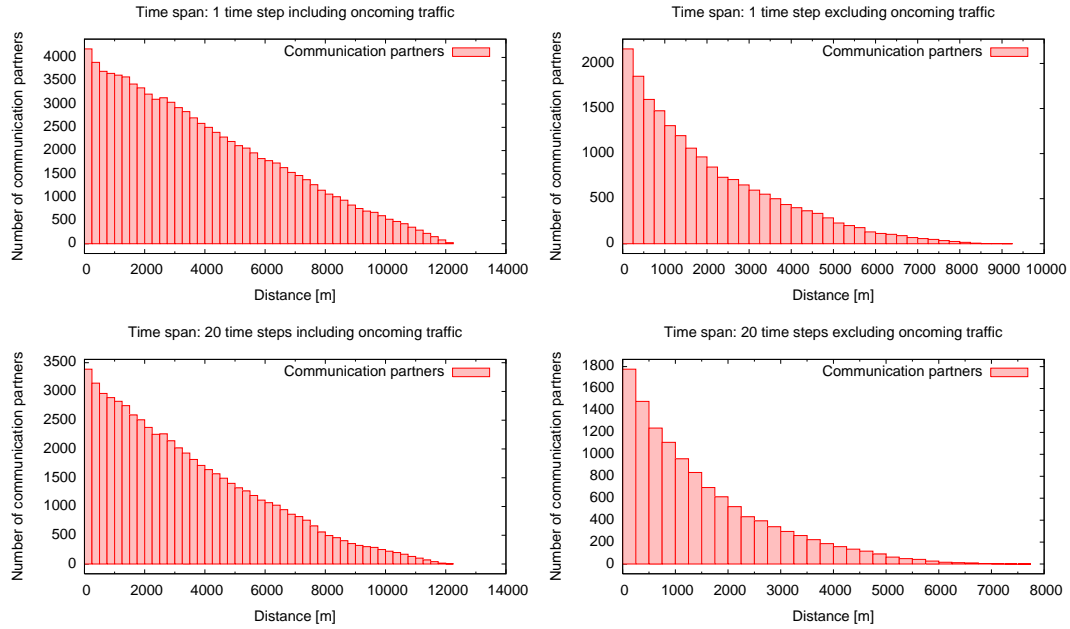 Time span: 1 time step including oncoming traffic
Number of communication partners
4000
3500
3000
2500
2000
1500
1000
500
0
Communication partners
0 2000 4000 6000 8000 10000 12000 14000
Distance [m]
Time span: 1 time step excluding oncoming traffic
Number of communication partners
2000
1500
1000
500
0
Communication partners
0 1000 2000 3000 4000 5000 6000 7000 8000 9000 10000
Distance [m]
Time span: 20 time steps including oncoming traffic
Number of communication partners
3500
3000
2500
2000
1500
1000
500
0
Communication partners
0 2000 4000 6000 8000 10000 12000 14000
Distance [m]
Time span: 20 time steps excluding oncoming traffic
Number of communication partners
1800
1600
1400
1200
1000
800
600
400
200
0
Communication partners
0 1000 2000 3000 4000 5000 6000 7000 8000
Distance [m]